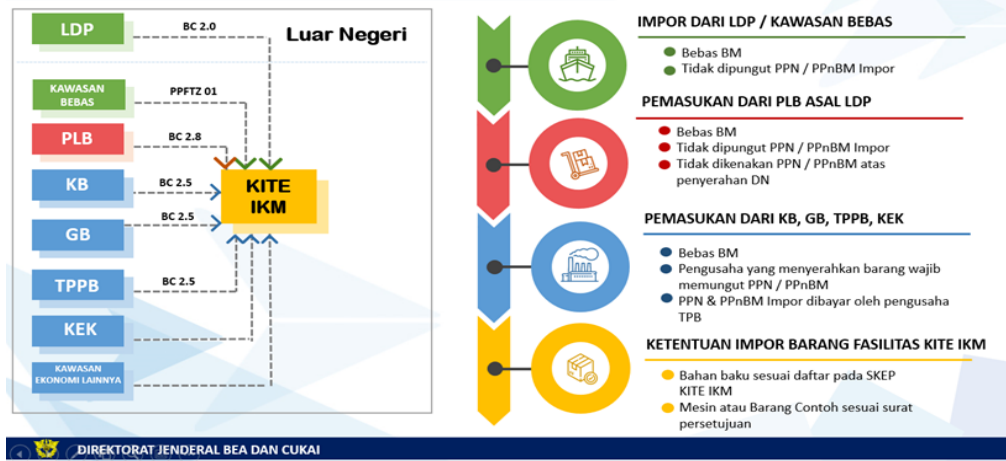 LDP
BC 2.0
Luar Negeri
KAWASAN
BEBAS
PPFTZ 01
PLB
BC 2.8
KB
BC 2.5
KITE
IKM
GB
BC 2.5
TPPB
BC 2.5
KEK
KAWASAN
EKONOMI LAINNYA
IMPOR DARI LDP / KAWASAN BEBAS
Bebas BM
Tidak dipungut PPN / PPnBM Impor
PEMASUKAN DARI PLB ASAL LDP
Bebas BM
Tidak dipungut PPN / PPnBM Impor
Tidak dikenakan PPN / PPnBM atas
penyerahan DN
PEMASUKAN DARI KB, GB, TPPB, KEK
Bebas BM
Pengusaha yang menyerahkan barang wajib
memungut PPN / PPnBM
PPN & PPnBM Impor dibayar oleh pengusaha
TPB
KETENTUAN IMPOR BARANG FASILITAS KITE IKM
Bahan baku sesuai daftar pada SKEP
KITE IKM
Mesin atau Barang Contoh sesuai surat
persetujuan
DIREKTORAT JENDERAL BEA DAN CUKAI